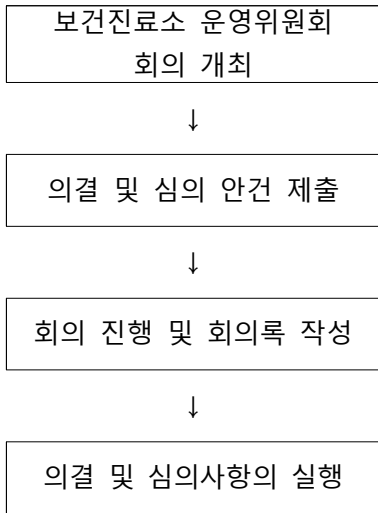 보건진료소 운영위원회
회의 개최
↓
의결 및 심의 안건 제출
↓
회의 진행 및 회의록 작성
↓
의결 및 심의사항의 실행